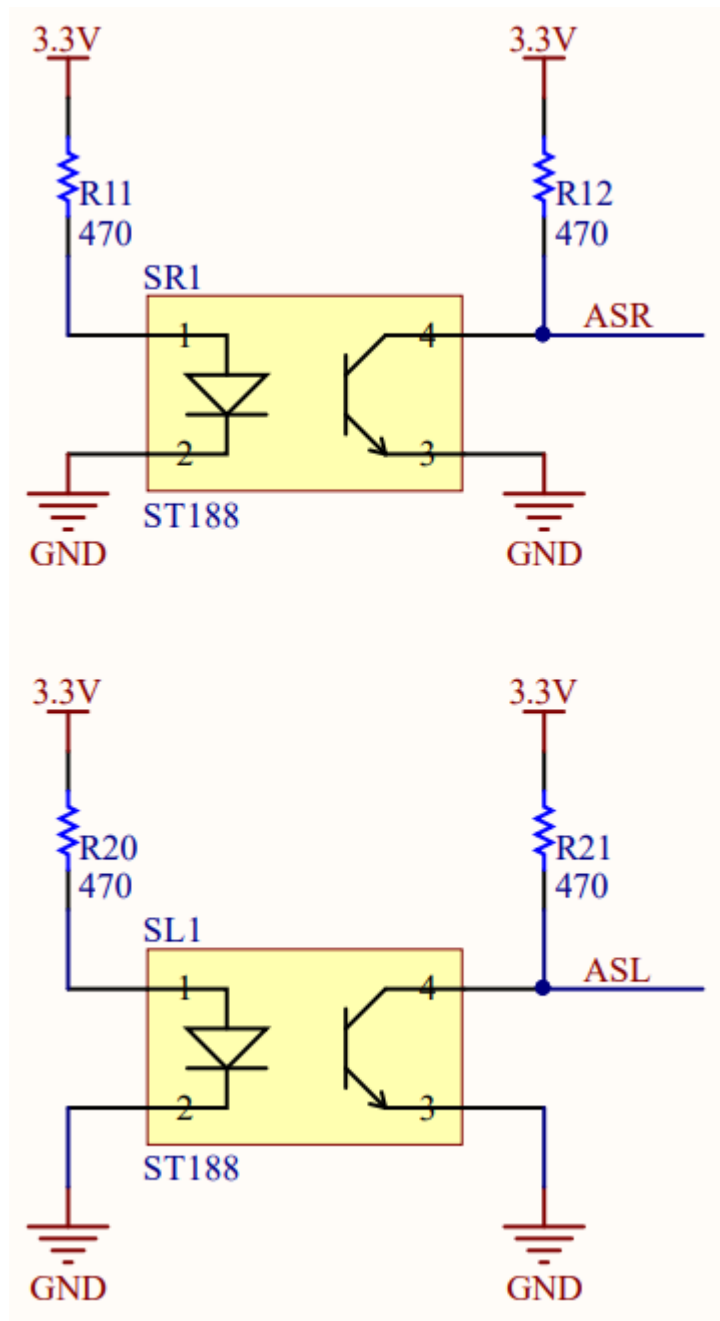 3.3V 3.3V
R11 R12
470 470
SR1
ASR
1 4
2 3
ST188
GND GND
3.3V 3.3V
R20 R21
470 470
SL1
ASL
1 4
2 3
ST188
GND GND